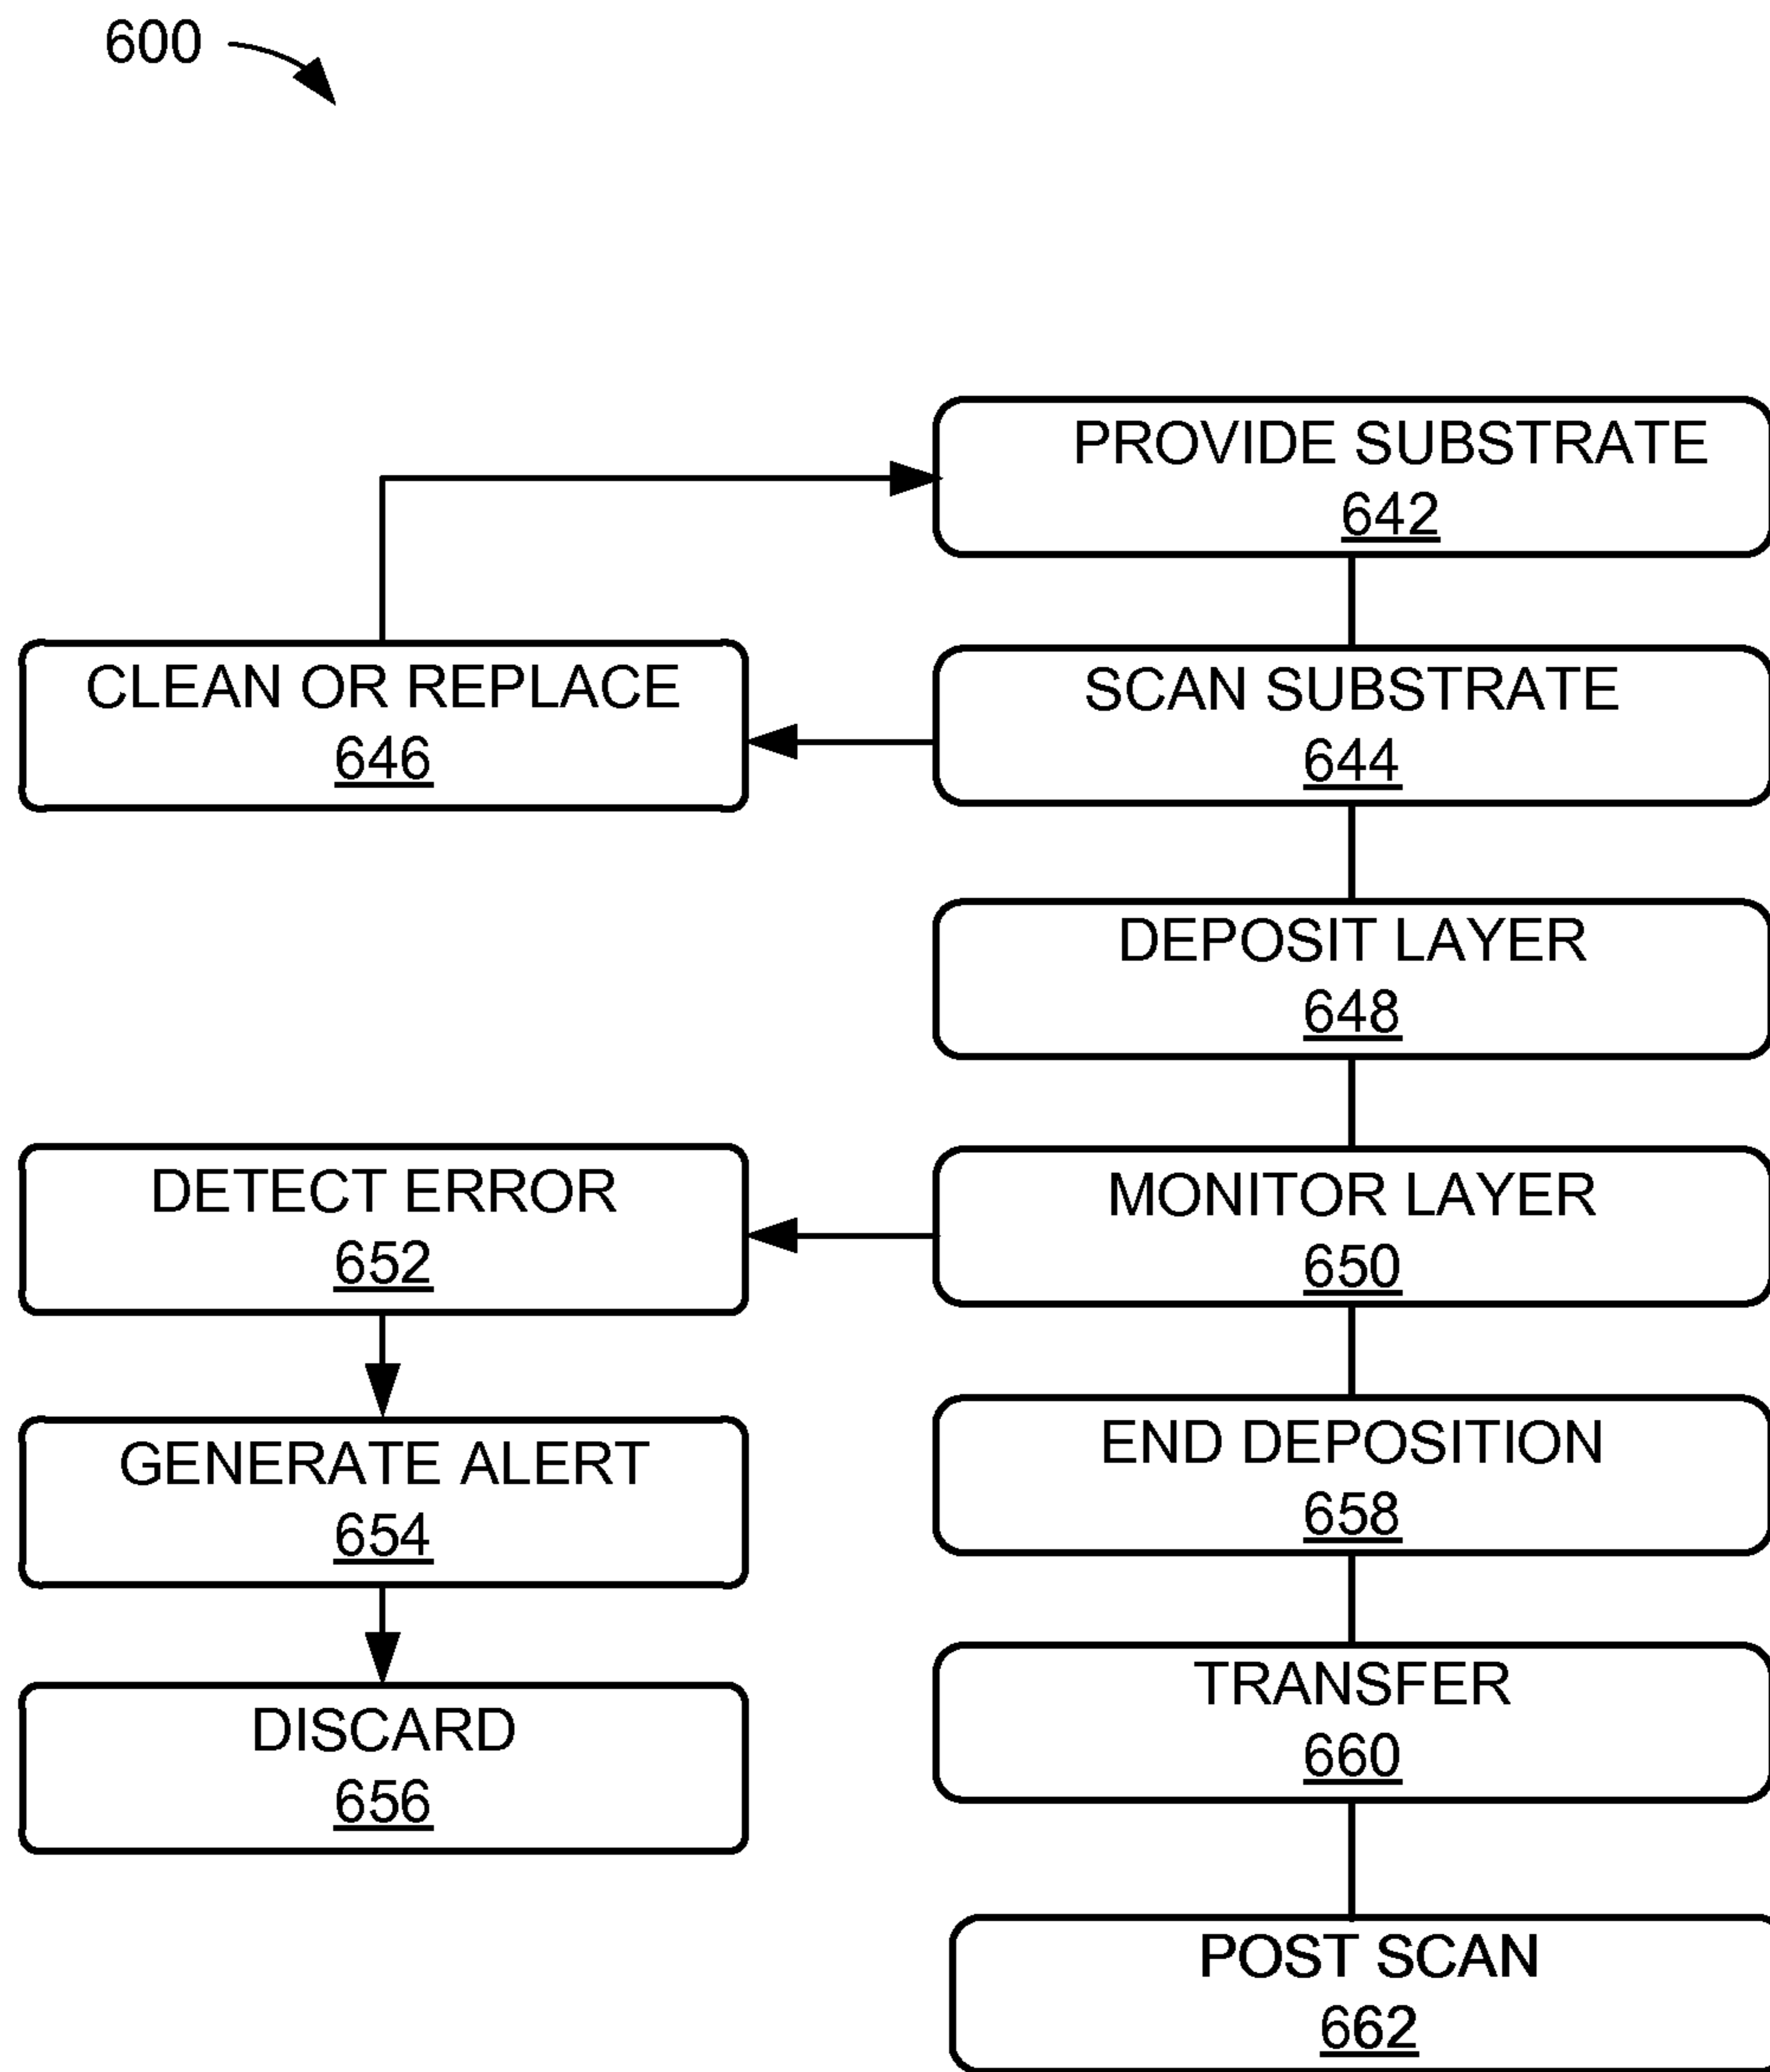 600
PROVIDE SUBSTRATE
642
CLEAN OR REPLACE
646
SCAN SUBSTRATE
644
DEPOSIT LAYER
648
DETECT ERROR
652
MONITOR LAYER
650
GENERATE ALERT
654
END DEPOSITION
658
DISCARD
656
TRANSFER
660
POST SCAN
662